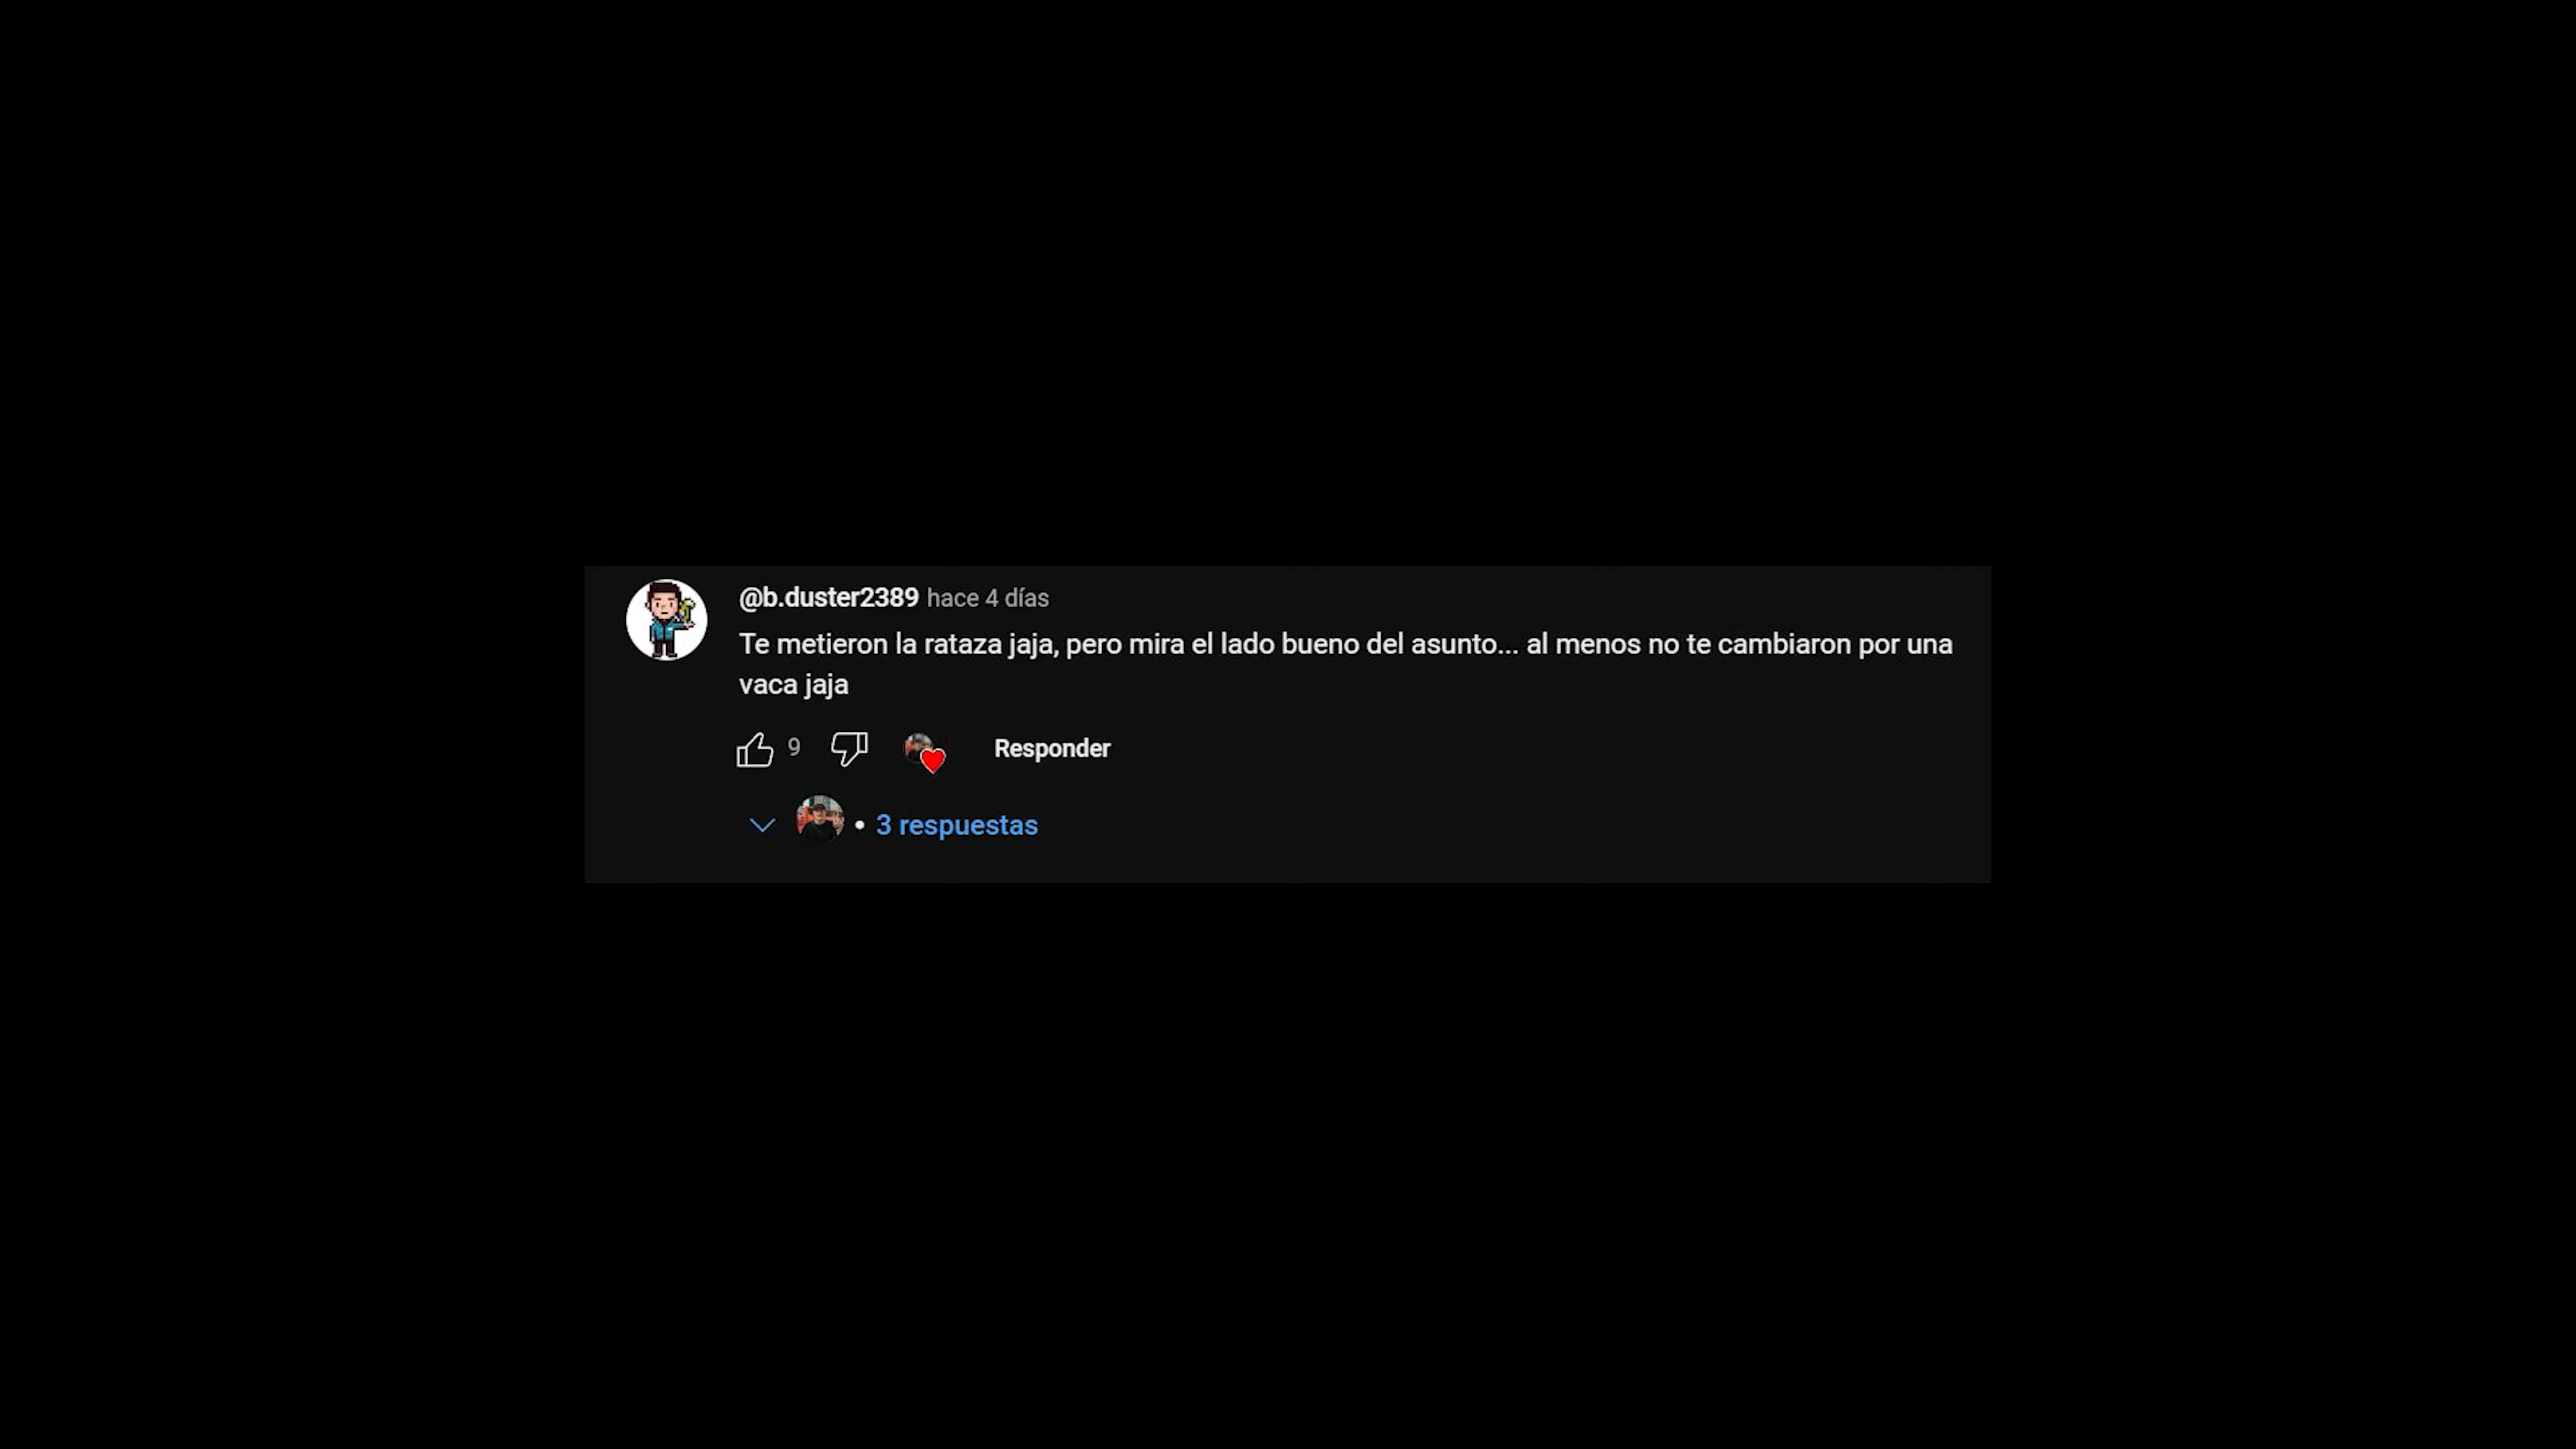 @b.duster2389 hace 4 días
Te metieron la rataza jaja, pero mira el lado bueno del asunto... al menos no te cambiaron por una
vaca jaja
9 Responder
3 respuestas